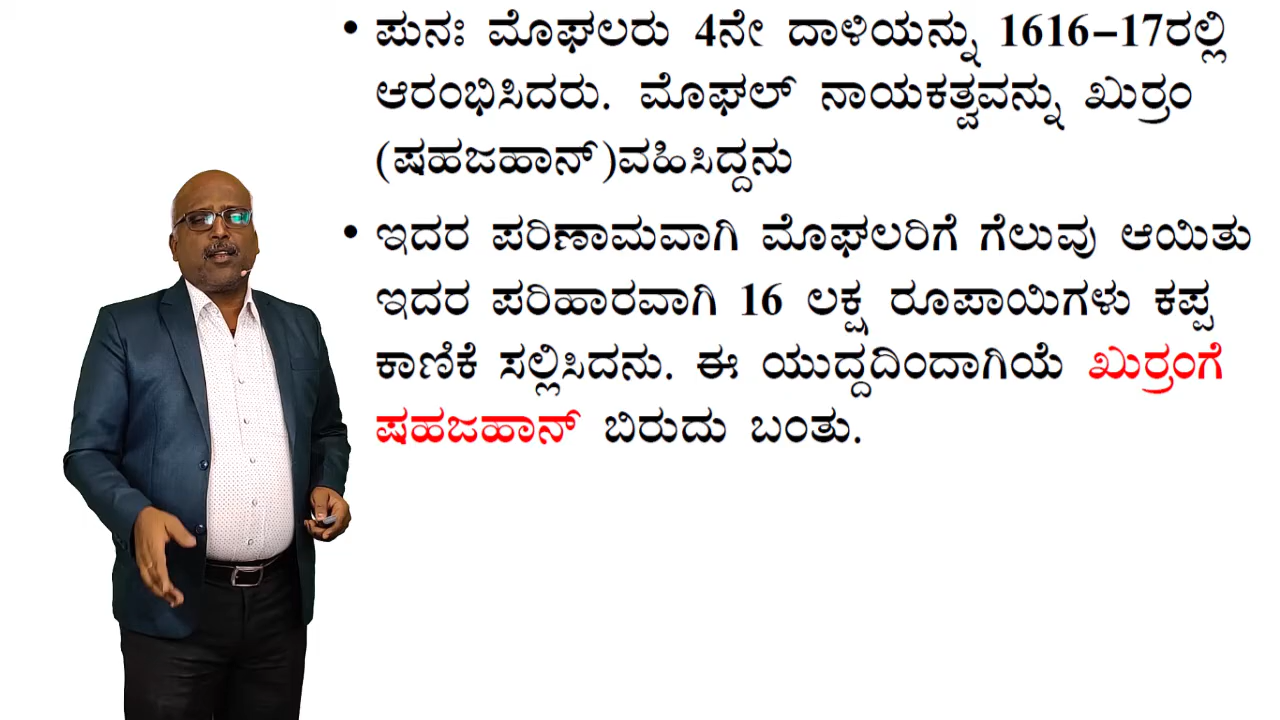 • ಪುನಃ ಮೊಘಲರು 4ನೇ ದಾಳಿಯನ್ನು 1616–17ರಲ್ಲಿ
ಆರಂಭಿಸಿದರು. ಮೊಘಲ್ ನಾಯಕತ್ವವನ್ನು ಖುರ್ರಂ
(ಷಹಜಹಾನ್)ವಹಿಸಿದ್ದನು
• ಇದರ ಪರಿಣಾಮವಾಗಿ ಮೊಘಲರಿಗೆ ಗೆಲುವು ಆಯಿತು
ಇದರ ಪರಿಹಾರವಾಗಿ 16 ಲಕ್ಷ ರೂಪಾಯಿಗಳು ಕಪ್ಪ
ಕಾಣಿಕೆ ಸಲ್ಲಿಸಿದನು. ಈ ಯುದ್ದದಿಂದಾಗಿಯೆ ಖುರ್ರಂಗೆ
ಷಹಜಹಾನ್ ಬಿರುದು ಬಂತು.